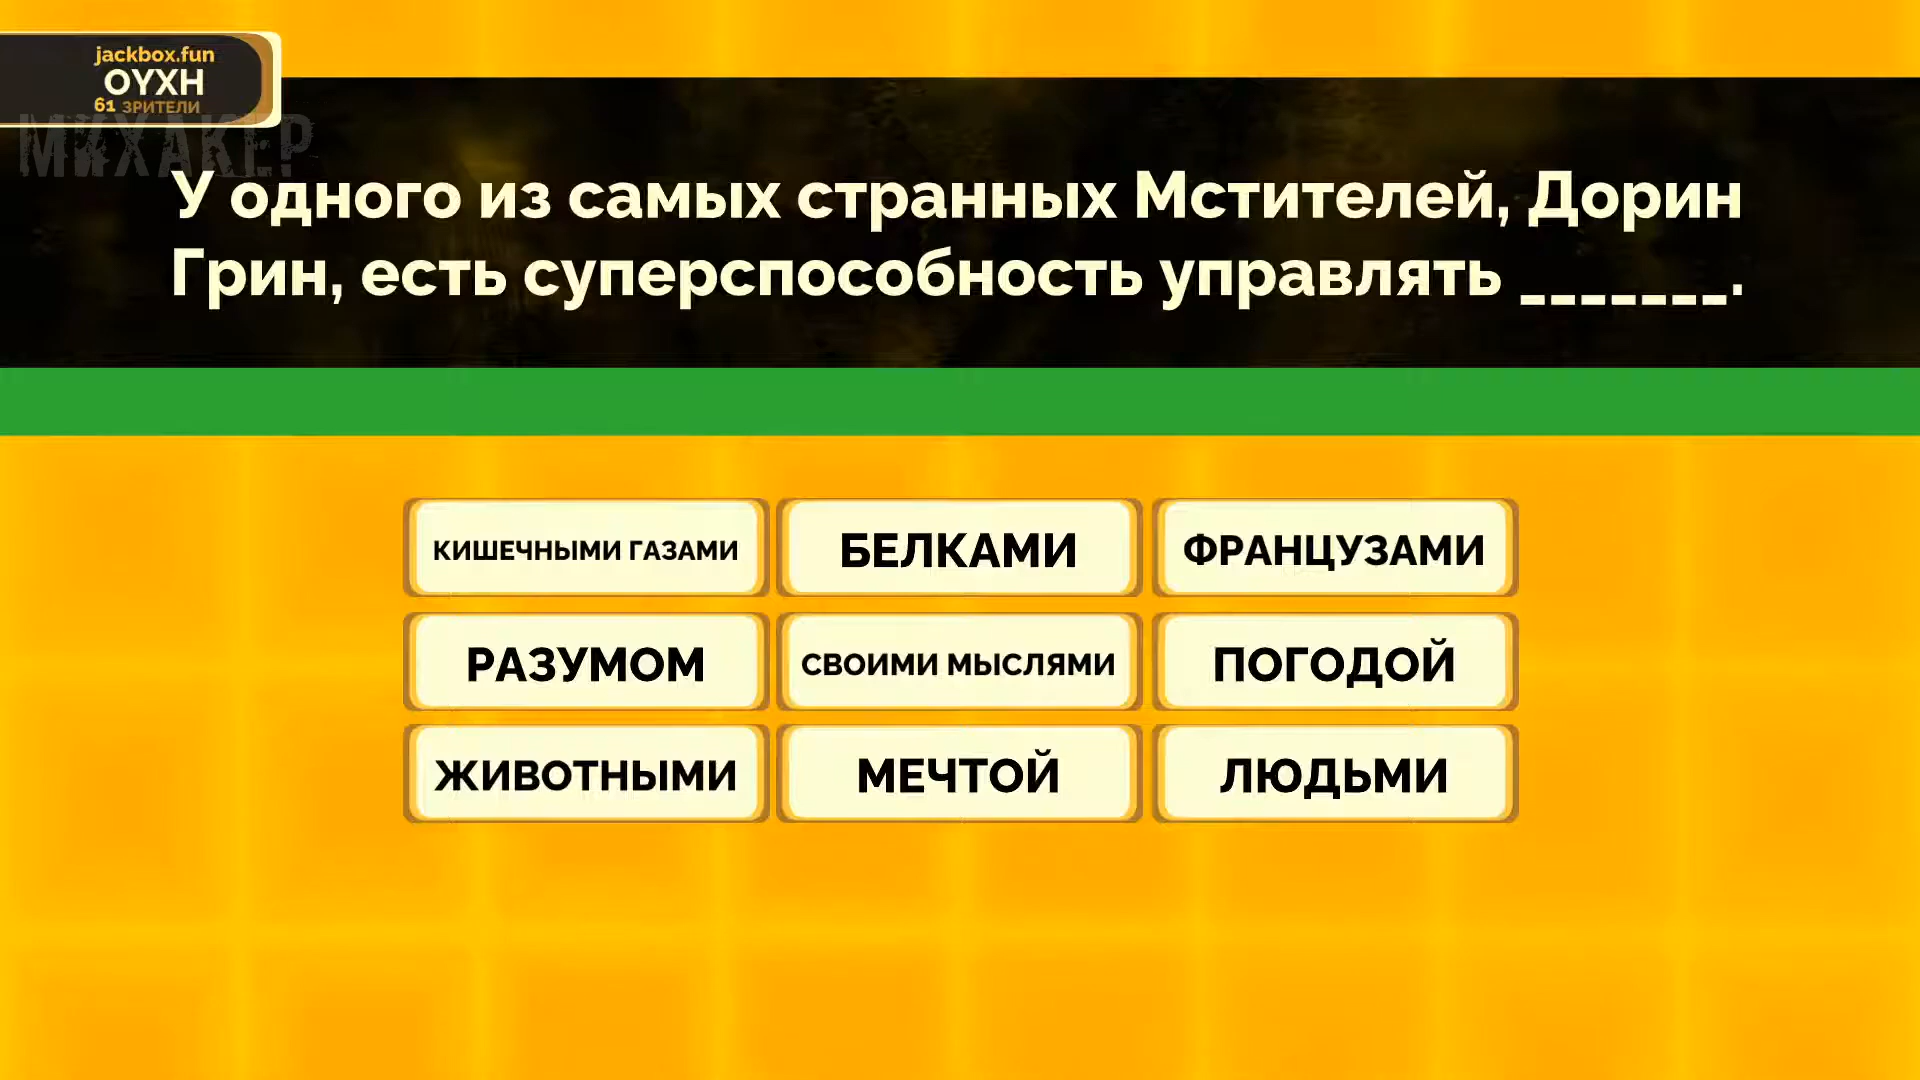 jackbox.fun
OYXH
61 ЗРИТЕЛИ
МИХАКЕР
У одного из самых странных Мстителей, Дорин
Грин, есть суперспособность управлять _______.
КИШЕЧНЫМИ ГАЗАМИ
БЕЛКАМИ
ФРАНЦУЗАМИ
РАЗУМОМ
СВОИМИ МЫСЛЯМИ
ПОГОДОЙ
ЖИВОТНЫМИ
МЕЧТОЙ
ЛЮДЬМИ